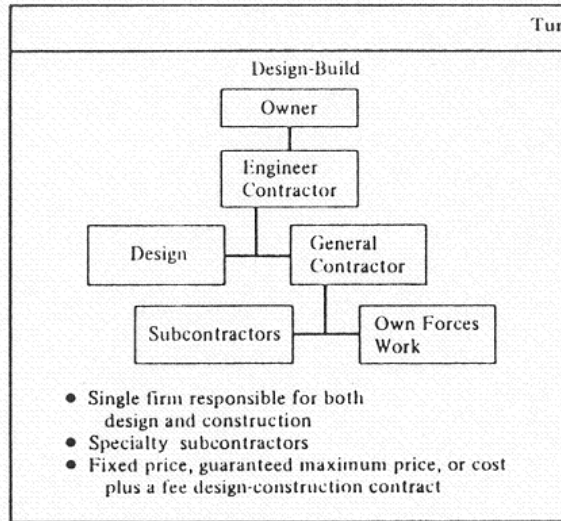 Tur
Design-Build
Owner
Engineer
Contractor
Design
General
Contractor
Subcontractors
Own Forces
Work
● Single firm responsible for both
design and construction
● Specialty subcontractors
● Fixed price, guaranteed maximum price, or cost
plus a fee design-construction contract